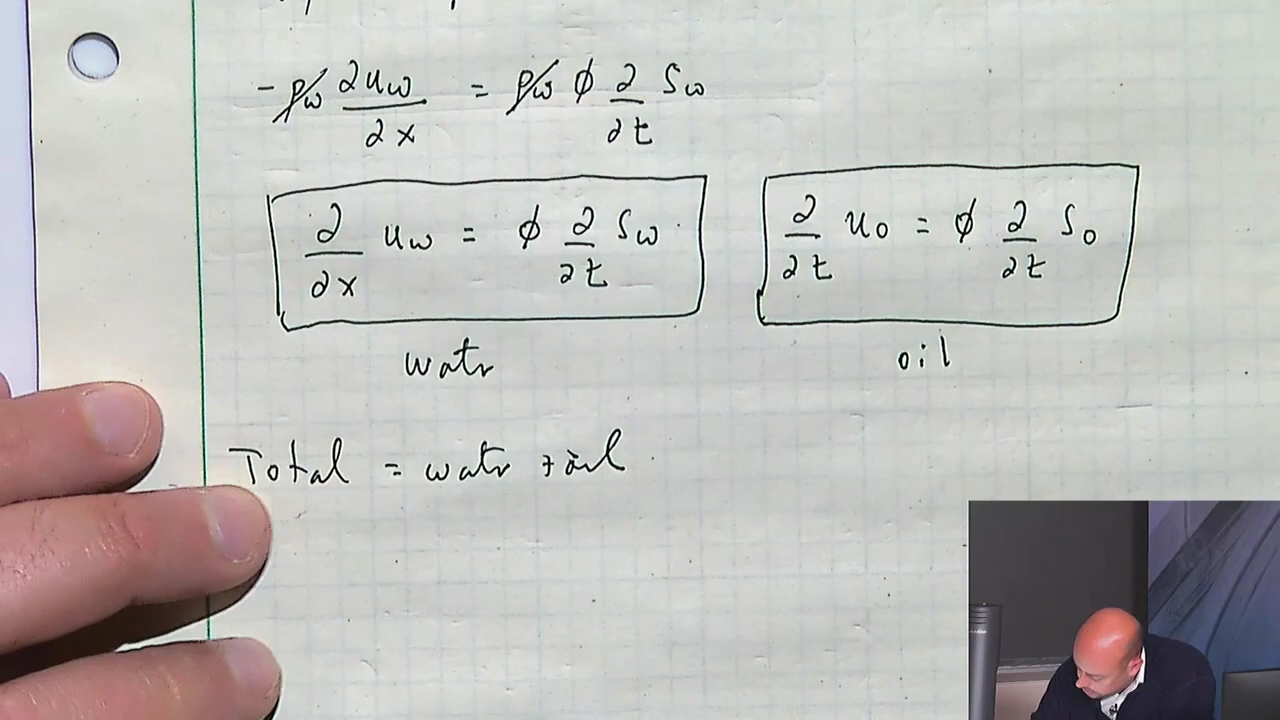 -ρw ∂uw/∂x = ρw ϕ ∂/∂t Sw
∂/∂x uw = ϕ ∂/∂t Sw
∂/∂t uo = ϕ ∂/∂t So
watr
oil
Total = watr + oil